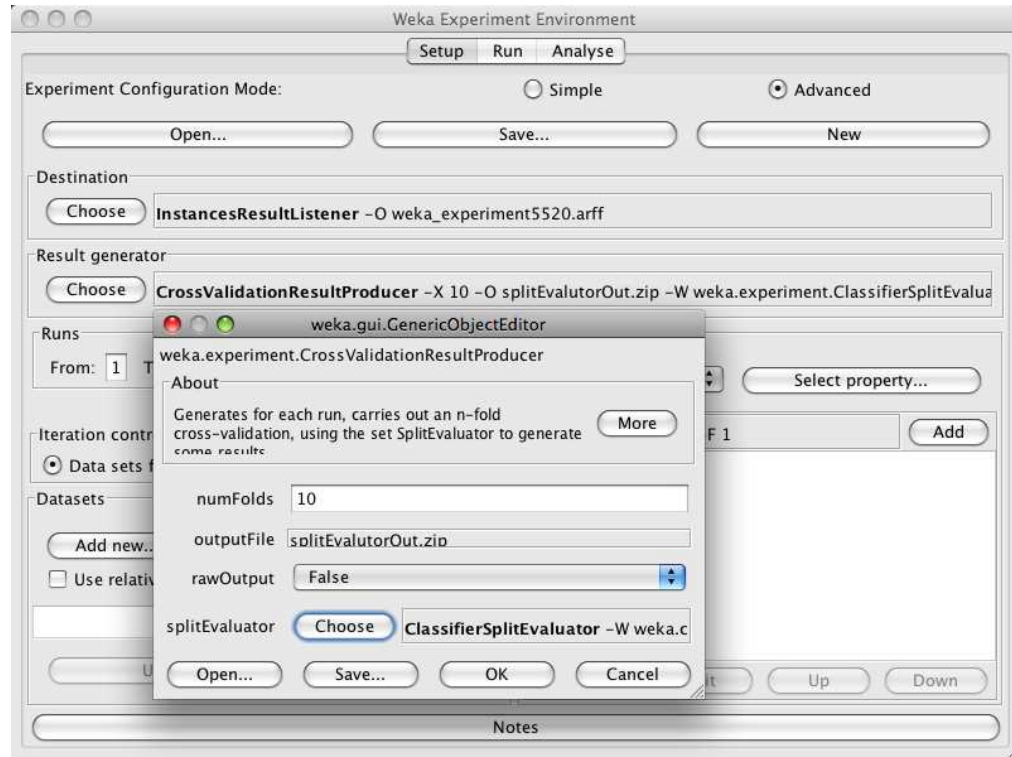 Weka Experiment Environment
Setup Run Analyse
Experiment Configuration Mode: Simple Advanced
Open... Save... New
Destination
Choose InstancesResultListener -O weka_experiment5520.arff
Result generator
Choose CrossValidationResultProducer -X 10 -O splitEvalutorOut.zip -W weka.experiment.ClassifierSplitEvalua
Runs
From: 1 T
Select property...
Iteration contr
Data sets f
F 1 Add
Datasets
Add new..
Use relativ
U
it Up Down
Notes
weka.gui.GenericObjectEditor
weka.experiment.CrossValidationResultProducer
About
Generates for each run, carries out an n-fold
cross-validation, using the set SplitEvaluator to generate
some results
More
numFolds 10
outputFile splitEvalutorOut.zip
rawOutput False
splitEvaluator Choose ClassifierSplitEvaluator -W weka.c
Open... Save... OK Cancel